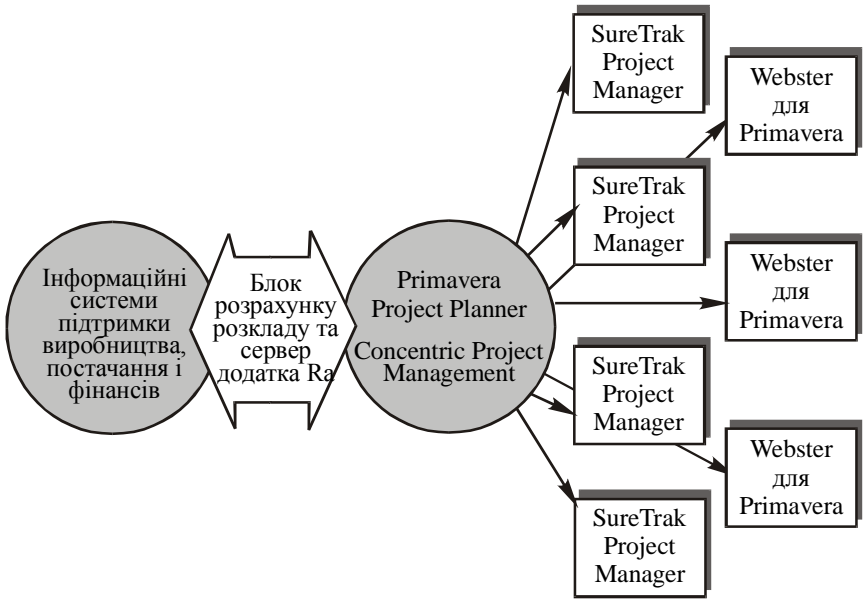 Інформаційні
системи
підтримки
виробництва,
постачання і
фінансів
Блок
розрахунку
розкладу та
сервер
додатка Ra
Primavera
Project Planner
Concentric Project
Management
SureTrak
Project
Manager
Webster
для
Primavera
SureTrak
Project
Manager
Webster
для
Primavera
SureTrak
Project
Manager
Webster
для
Primavera
SureTrak
Project
Manager